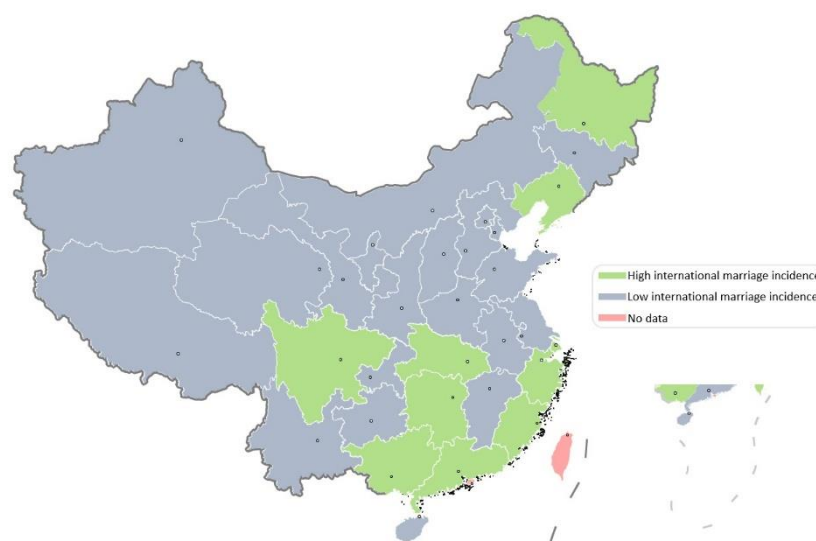 High international marriage incidence
Low international marriage incidence
No data